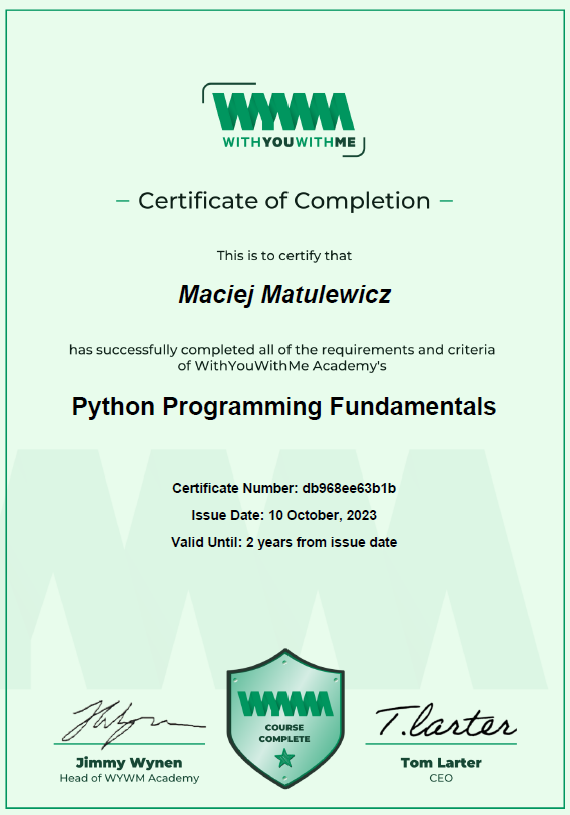 WYWM
WITHYOUWITHME
– Certificate of Completion –
This is to certify that
Maciej Matulewicz
has successfully completed all of the requirements and criteria
of WithYouWithMe Academy's
Python Programming Fundamentals
Certificate Number: db968ee63b1b
Issue Date: 10 October, 2023
Valid Until: 2 years from issue date
WYWM
COURSE
COMPLETE
T.larter
Jimmy Wynen
Head of WYWM Academy
Tom Larter
CEO